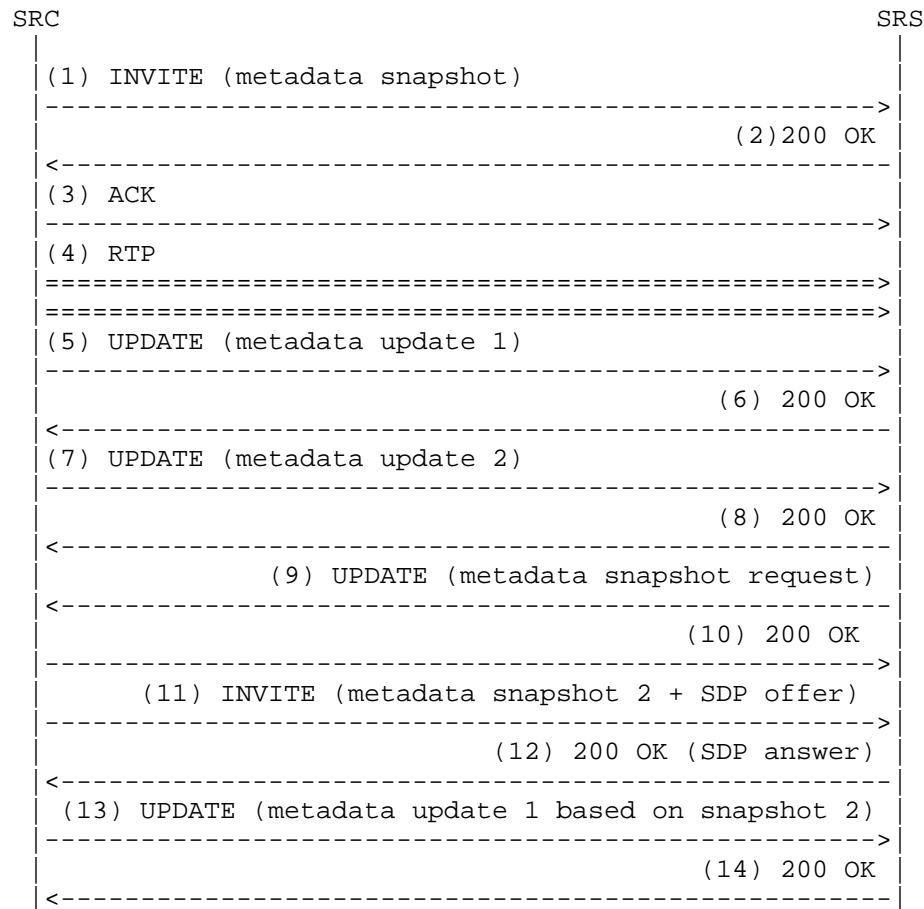 SRC SRS
(1) INVITE (metadata snapshot)
(2)200 OK
(3) ACK
(4) RTP
(5) UPDATE (metadata update 1)
(6) 200 OK
(7) UPDATE (metadata update 2)
(8) 200 OK
(9) UPDATE (metadata snapshot request)
(10) 200 OK
(11) INVITE (metadata snapshot 2 + SDP offer)
(12) 200 OK (SDP answer)
(13) UPDATE (metadata update 1 based on snapshot 2)
(14) 200 OK